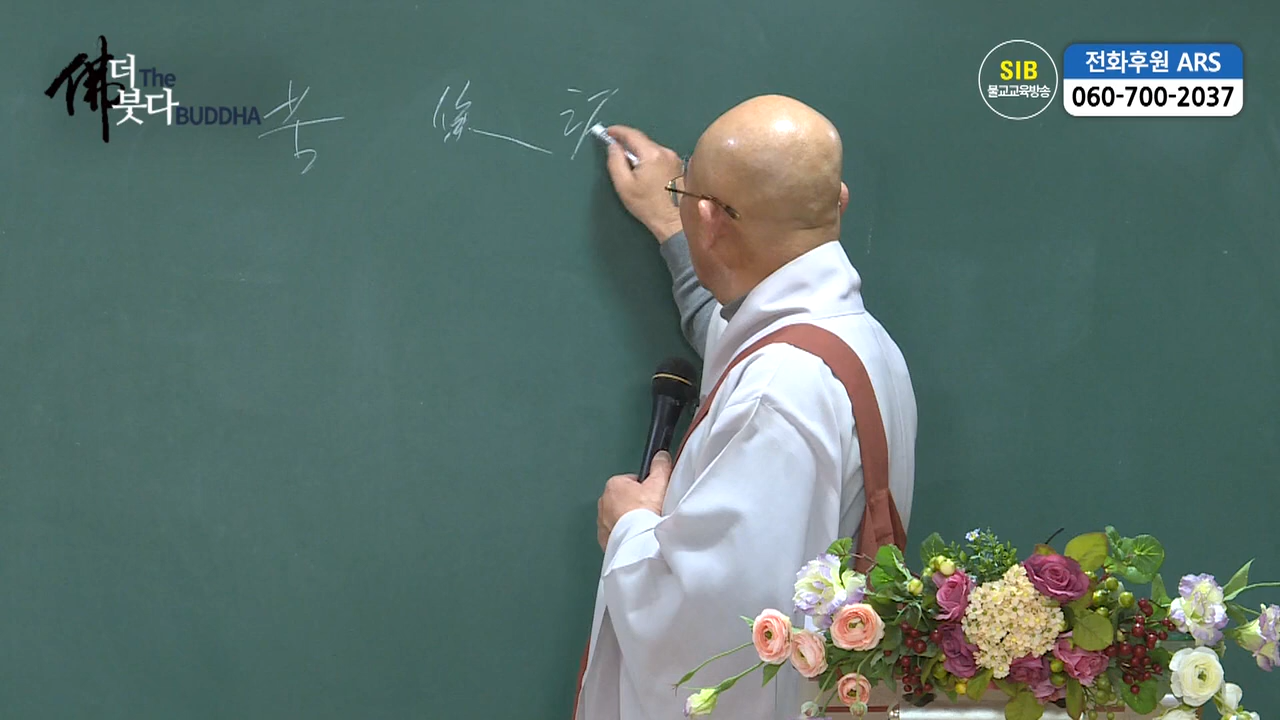 佛
더
붓다
The
BUDDHA
SIB
불교교육방송
전화후원 ARS
060-700-2037